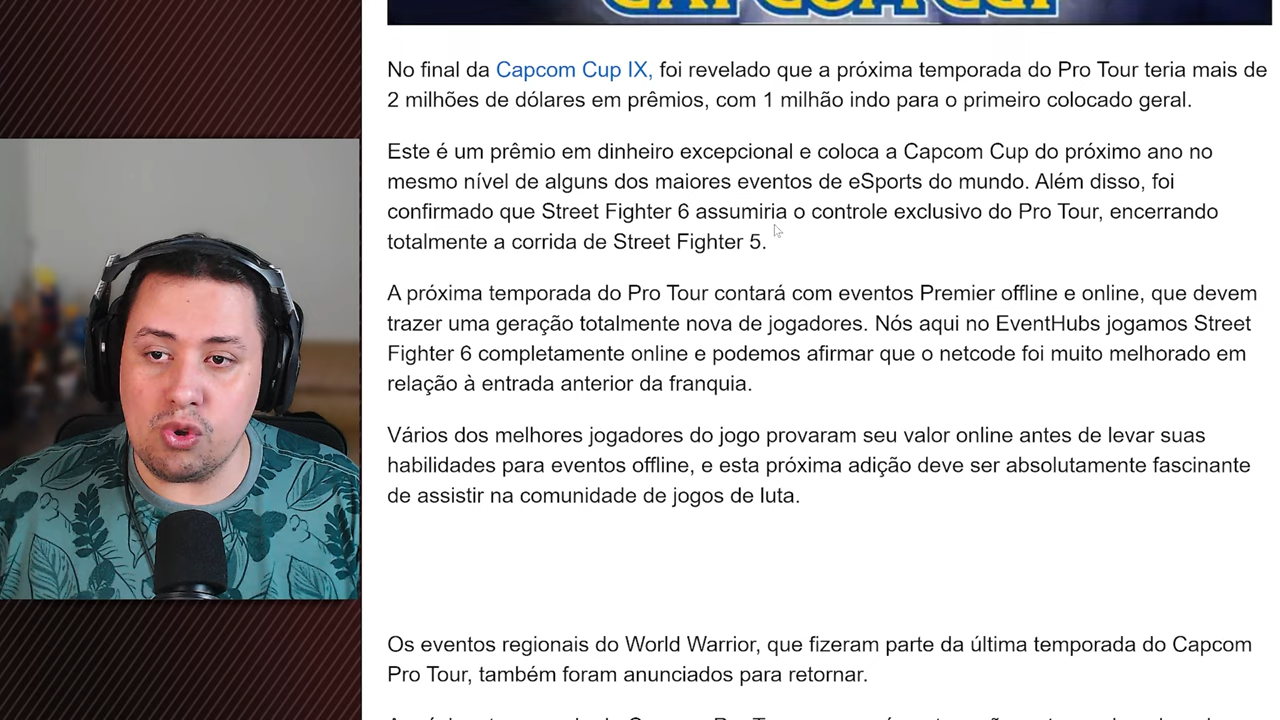 CAPCOM CUP
No final da Capcom Cup IX, foi revelado que a próxima temporada do Pro Tour teria mais de
2 milhões de dólares em prêmios, com 1 milhão indo para o primeiro colocado geral.
Este é um prêmio em dinheiro excepcional e coloca a Capcom Cup do próximo ano no
mesmo nível de alguns dos maiores eventos de eSports do mundo. Além disso, foi
confirmado que Street Fighter 6 assumiria o controle exclusivo do Pro Tour, encerrando
totalmente a corrida de Street Fighter 5.
A próxima temporada do Pro Tour contará com eventos Premier offline e online, que devem
trazer uma geração totalmente nova de jogadores. Nós aqui no EventHubs jogamos Street
Fighter 6 completamente online e podemos afirmar que o netcode foi muito melhorado em
relação à entrada anterior da franquia.
Vários dos melhores jogadores do jogo provaram seu valor online antes de levar suas
habilidades para eventos offline, e esta próxima adição deve ser absolutamente fascinante
de assistir na comunidade de jogos de luta.
Os eventos regionais do World Warrior, que fizeram parte da última temporada do Capcom
Pro Tour, também foram anunciados para retornar.